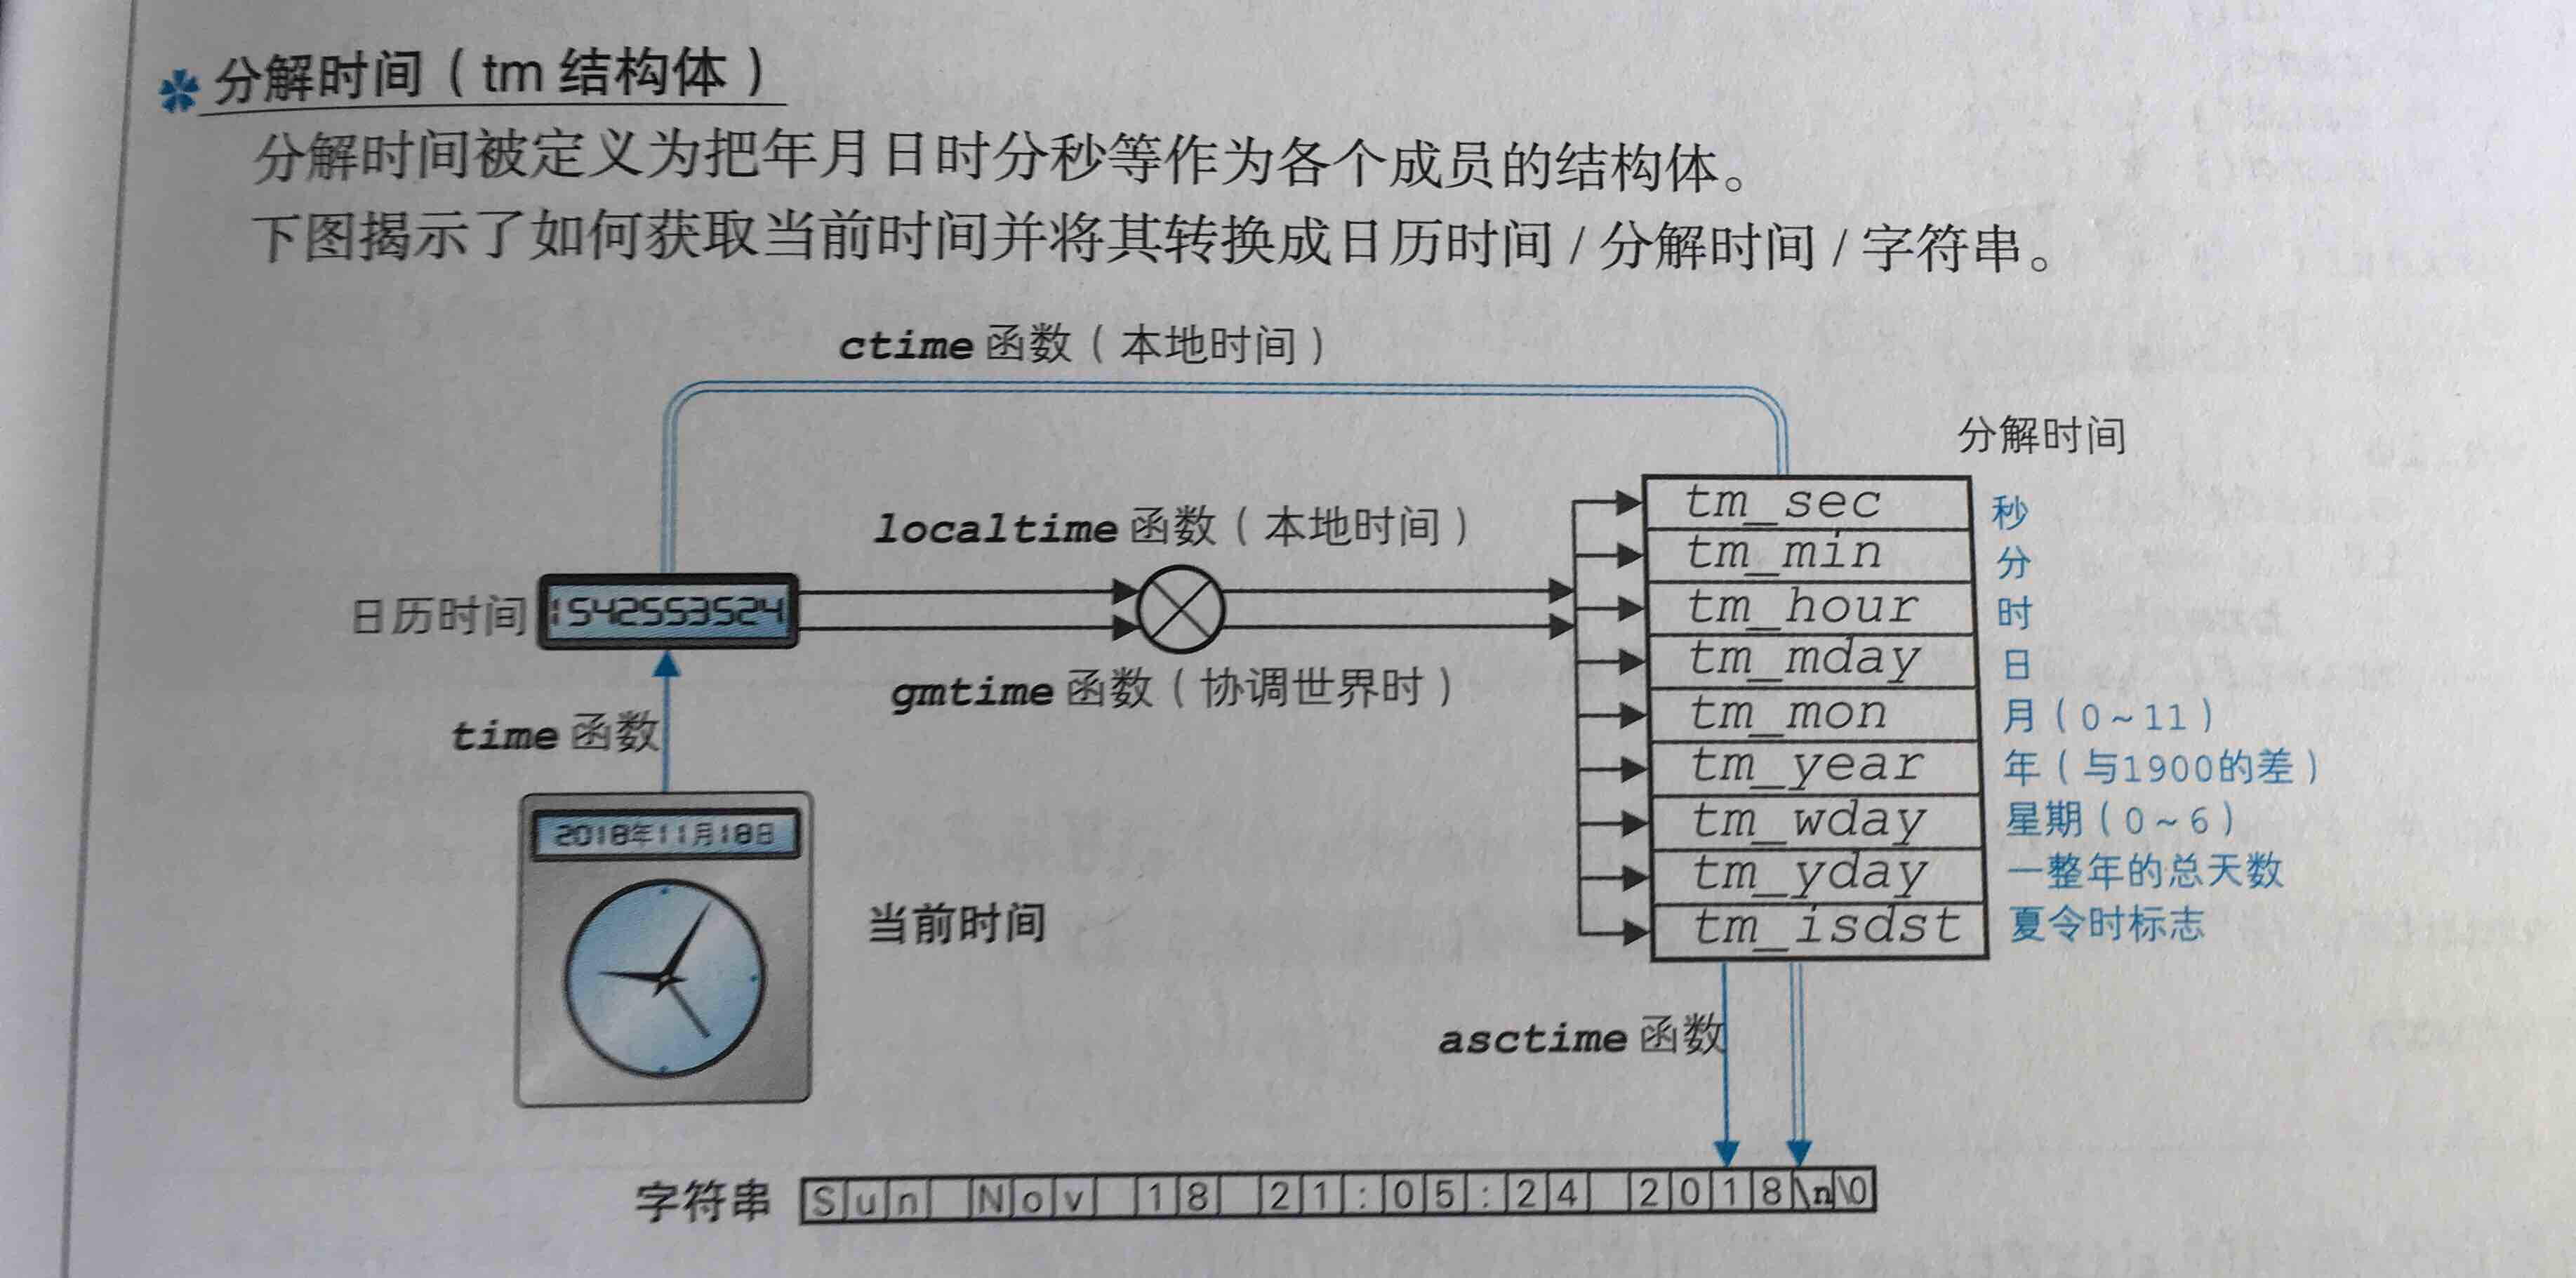 分解时间（tm 结构体）
分解时间被定义为把年月日时分秒等作为各个成员的结构体。
下图揭示了如何获取当前时间并将其转换成日历时间 / 分解时间 / 字符串。
ctime 函数（本地时间）
分解时间
localtime 函数（本地时间）
日历时间 1542553524
gmtime 函数（协调世界时）
tm_sec 秒
tm_min 分
tm_hour 时
tm_mday 日
tm_mon 月（0～11）
tm_year 年（与1900的差）
tm_wday 星期（0～6）
tm_yday 一整年的总天数
tm_isdst 夏令时标志
time 函数
2018年11月18日
当前时间
asctime 函数
字符串 Sun Nov 18 21:05:24 2018\n\0